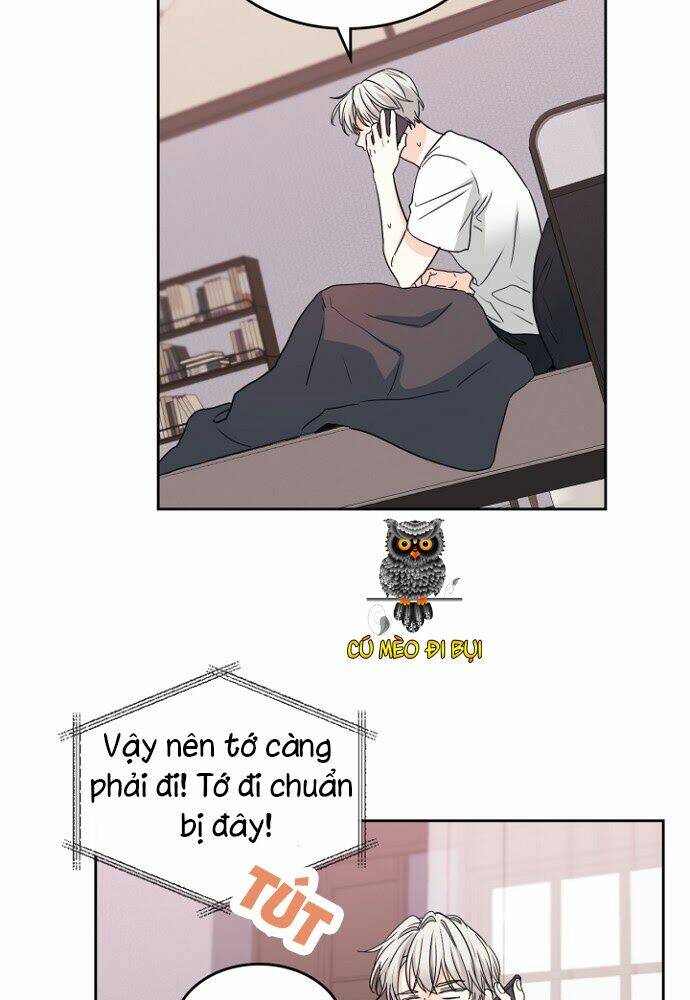 CÚ MÈO ĐI BỤI
Vậy nên tớ càng
phải đi! Tớ đi chuẩn
bị đây!
TÚT